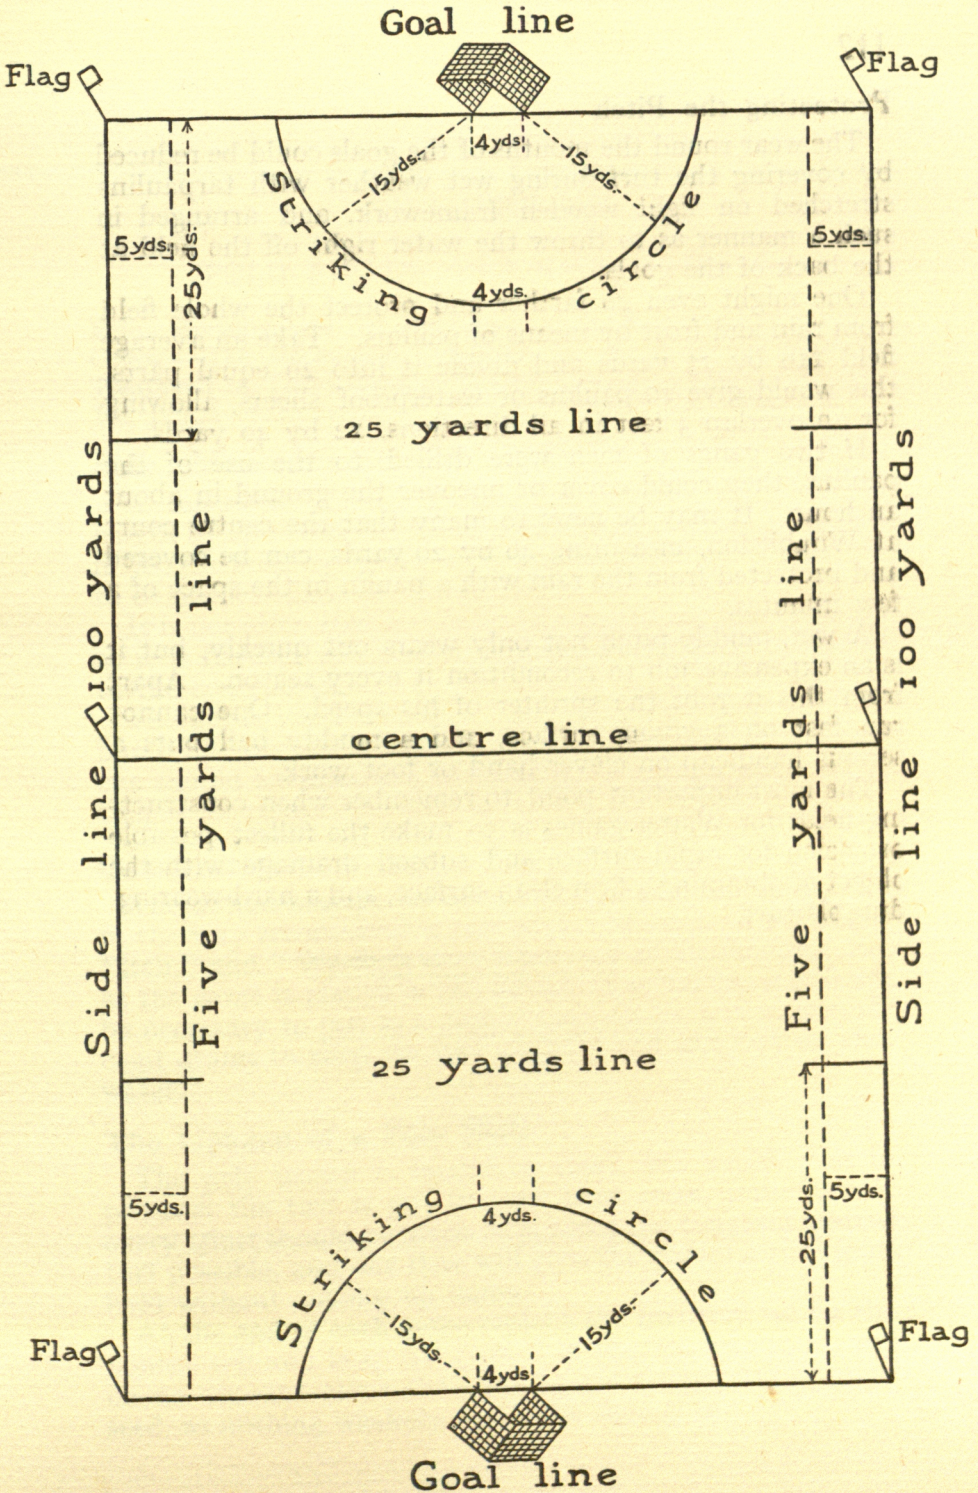 Goal line
Flag
Flag
4yds.
15yds.
15yds.
Striking circle
5yds.
5yds.
25yds.
4yds.
25 yards line
Side line 100 yards
Five yards line
Five yards line
Side line 100 yards
centre line
25 yards line
Striking circle
4yds.
5yds.
5yds.
25yds.
15yds.
15yds.
4yds.
Flag
Flag
Goal line